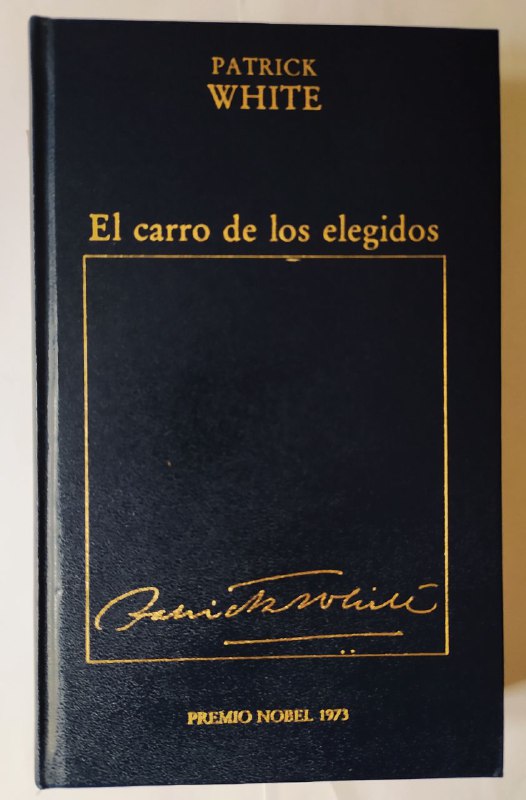 PATRICK
WHITE
El carro de los elegidos
Patrick White
PREMIO NOBEL 1973